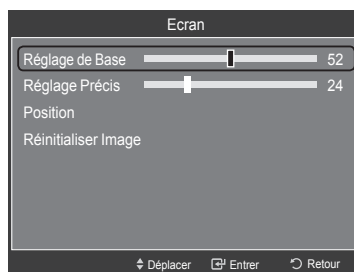 Ecran
Réglage de Base 52
Réglage Précis 24
Position
Réinitialiser Image
Déplacer Entrer Retour